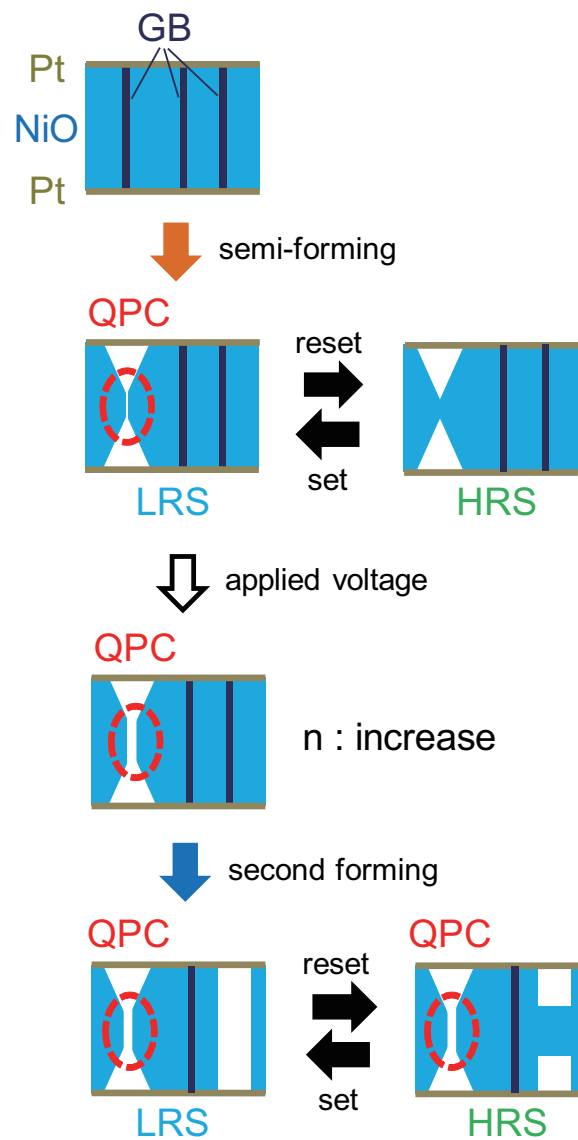 GB
Pt
NiO
Pt
semi-forming
QPC
reset
set
LRS
HRS
applied voltage
QPC
n : increase
second forming
QPC
QPC
reset
set
LRS
HRS